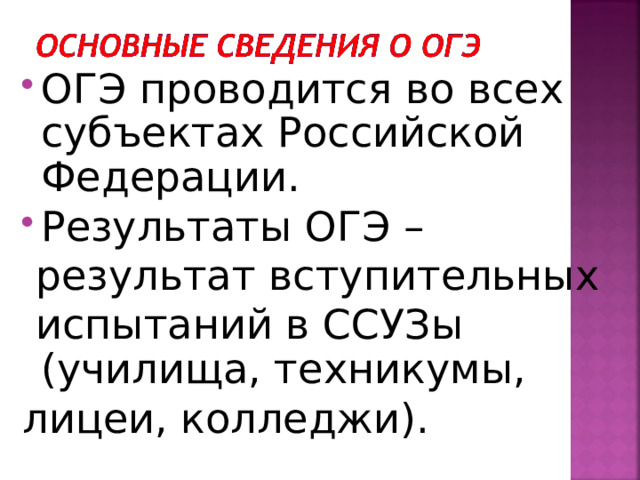 ОСНОВНЫЕ СВЕДЕНИЯ О ОГЭ
• ОГЭ проводится во всех
субъектах Российской
Федерации.
• Результаты ОГЭ –
результат вступительных
испытаний в ССУЗы
(училища, техникумы,
лицеи, колледжи).